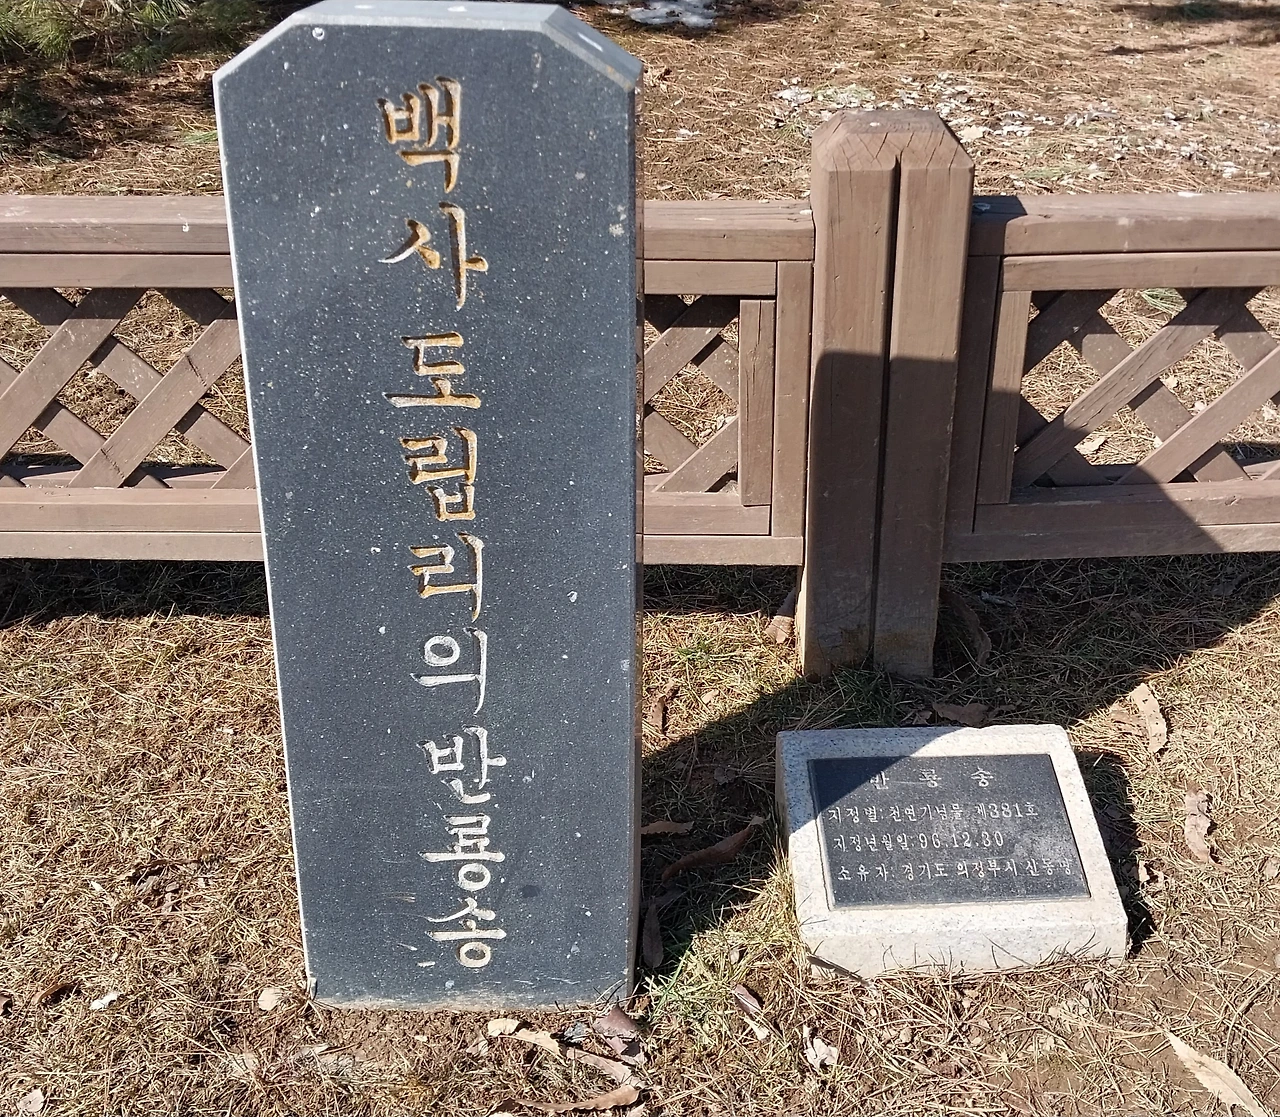 백사도립리의반룡송
반룡송
지정별: 천연기념물 제381호
지정년월일: 96.12.30
소유자: 경기도 의정부시 신동명